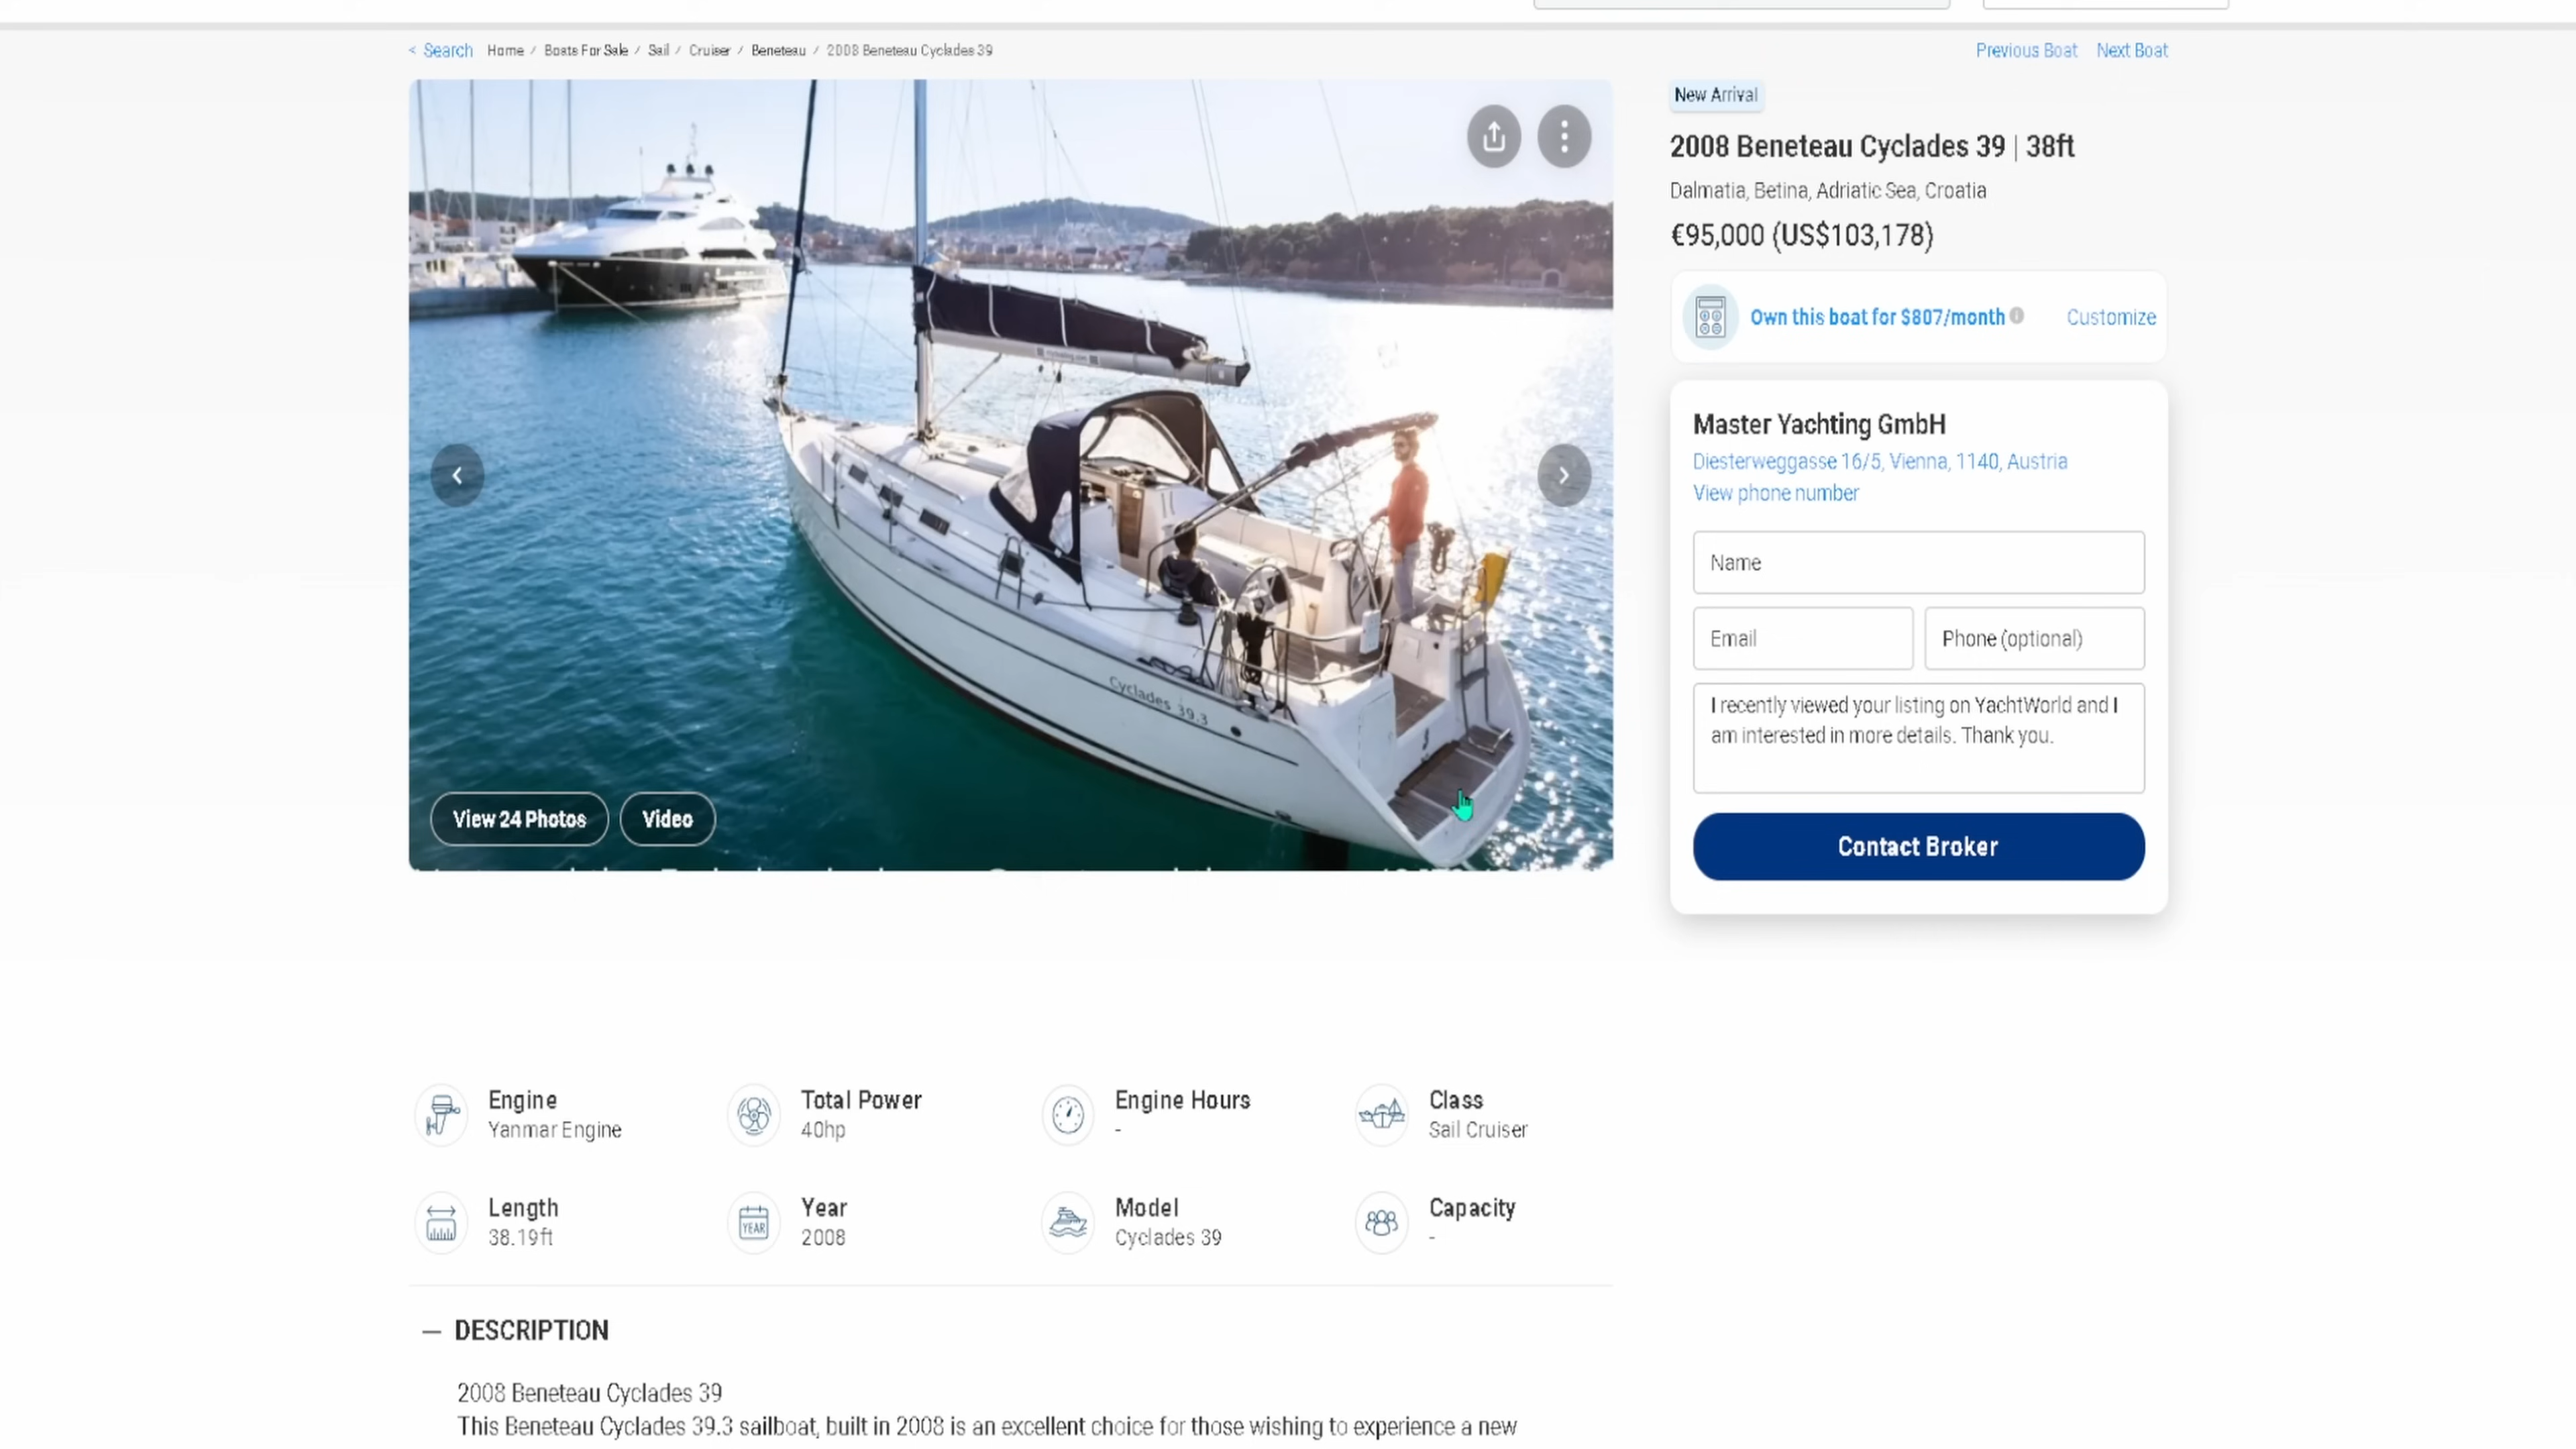 < Search Home / Boats For Sale / Sail / Cruiser / Beneteau / 2008 Beneteau Cyclades 39
Previous Boat Next Boat
New Arrival
2008 Beneteau Cyclades 39 | 38ft
Dalmatia, Betina, Adriatic Sea, Croatia
€95,000 (US$103,178)
Own this boat for $807/month
Customize
Master Yachting GmbH
Diesterweggasse 16/5, Vienna, 1140, Austria
View phone number
Name
Email
Phone (optional)
I recently viewed your listing on YachtWorld and I
am interested in more details. Thank you.
Contact Broker
Cyclades 39.3
View 24 Photos
Video
Engine
Yanmar Engine
Total Power
40hp
Engine Hours
-
Class
Sail Cruiser
Length
38.19ft
YEAR
Year
2008
Model
Cyclades 39
Capacity
-
— DESCRIPTION
2008 Beneteau Cyclades 39
This Beneteau Cyclades 39.3 sailboat, built in 2008 is an excellent choice for those wishing to experience a new